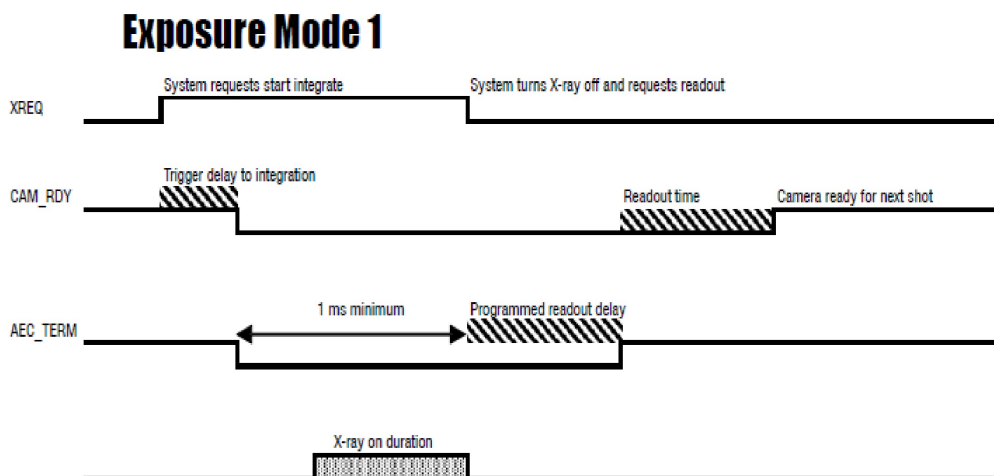 Exposure Mode 1
System requests start integrate
System turns X-ray off and requests readout
XREQ
Trigger delay to integration
CAM_RDY
Readout time
Camera ready for next shot
1 ms minimum
Programmed readout delay
AEC_TERM
X-ray on duration